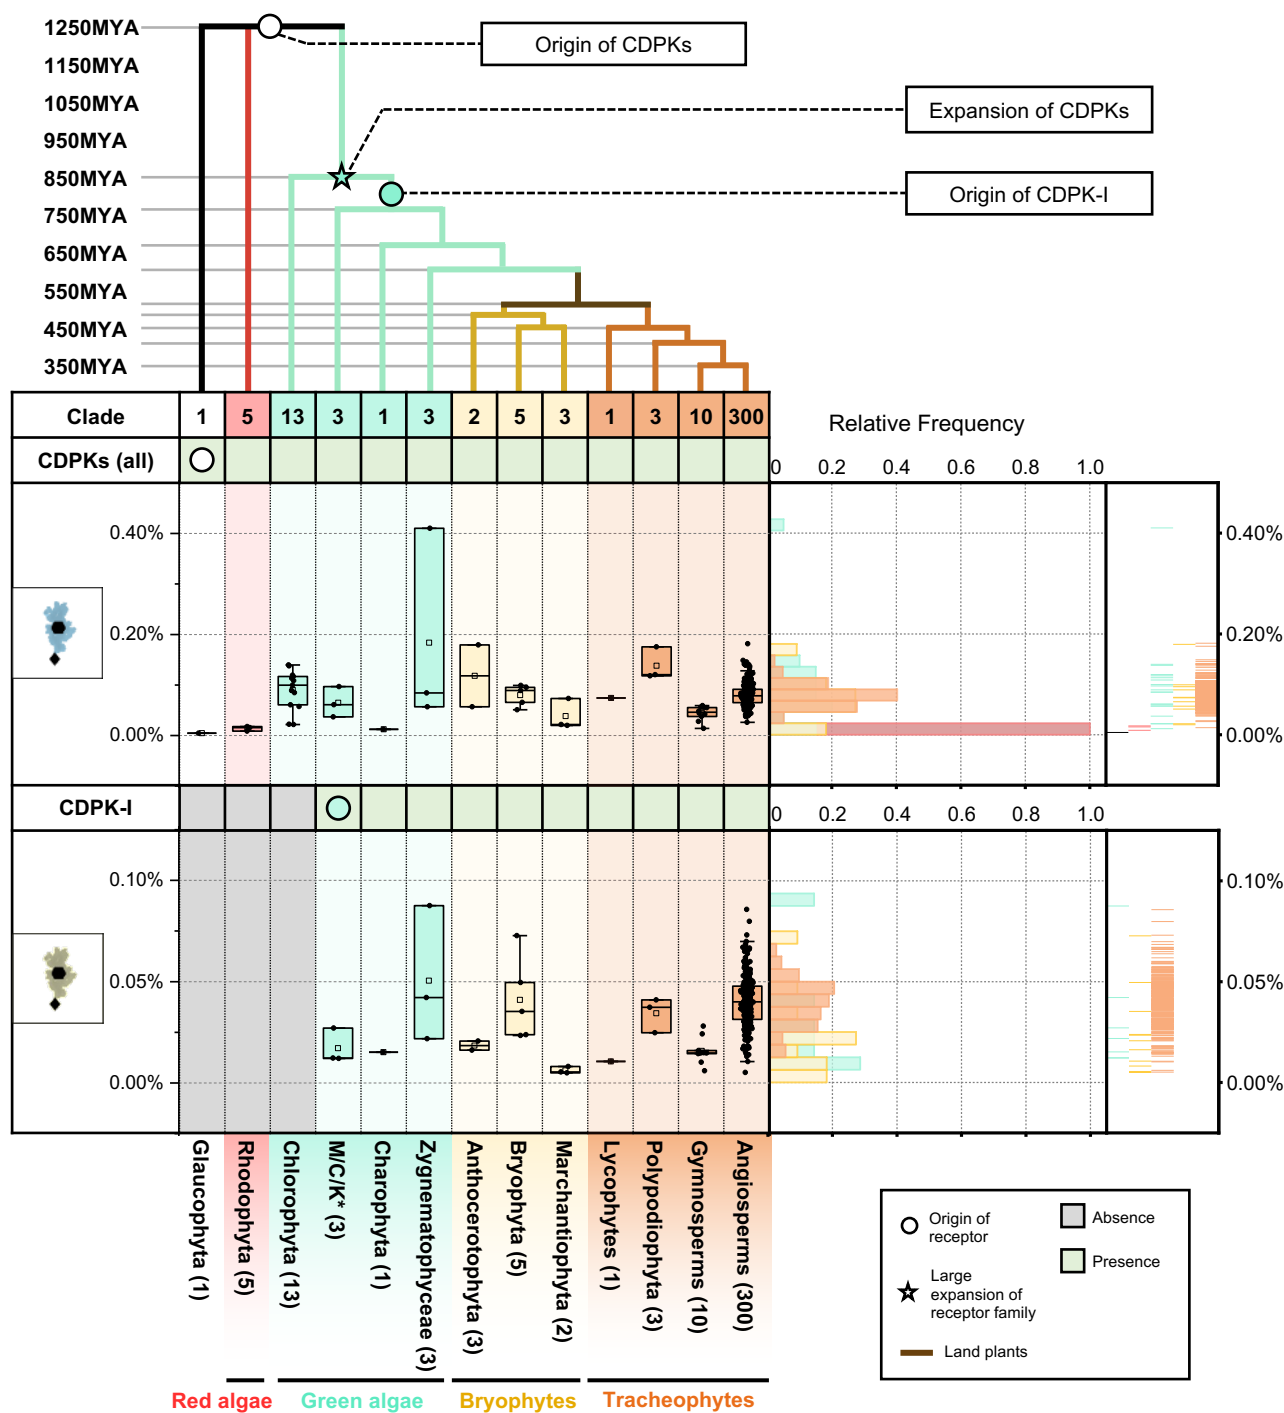 1250MYA
Origin of CDPKs
1150MYA
1050MYA
Expansion of CDPKs
950MYA
850MYA
Origin of CDPK-I
750MYA
650MYA
550MYA
450MYA
350MYA
Clade 1 5 13 3 1 3 2 5 3 1 3 10 300
Relative Frequency
CDPKs (all)
0 0.2 0.4 0.6 0.8 1.0
0.40% 0.40%
0.20% 0.20%
0.00% 0.00%
CDPK-I
0 0.2 0.4 0.6 0.8 1.0
0.10% 0.10%
0.05% 0.05%
0.00% 0.00%
Glaucophyta (1)
Rhodophyta (5)
Chlorophyta (13)
M/C/K* (3)
Charophyta (1)
Zygnematophyceae (3)
Anthocerotophyta (3)
Bryophyta (5)
Marchantiophyta (2)
Lycophytes (1)
Polypodiophyta (3)
Gymnosperms (10)
Angiosperms (300)
Red algae
Green algae
Bryophytes
Tracheophytes
Origin of
receptor
Large
expansion of
receptor family
Land plants
Absence
Presence